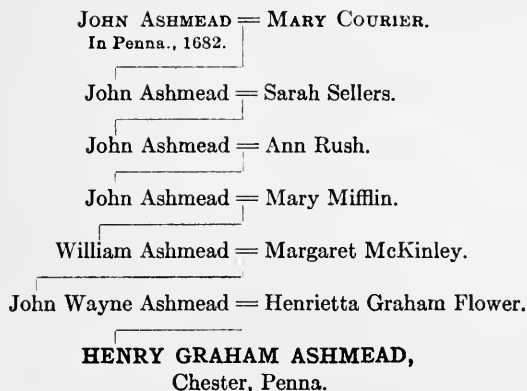 JOHN ASHMEAD = MARY COURIER.
In Penna., 1682.
John Ashmead = Sarah Sellers.
John Ashmead = Ann Rush.
John Ashmead = Mary Mifflin.
William Ashmead = Margaret McKinley.
John Wayne Ashmead = Henrietta Graham Flower.
HENRY GRAHAM ASHMEAD,
Chester, Penna.